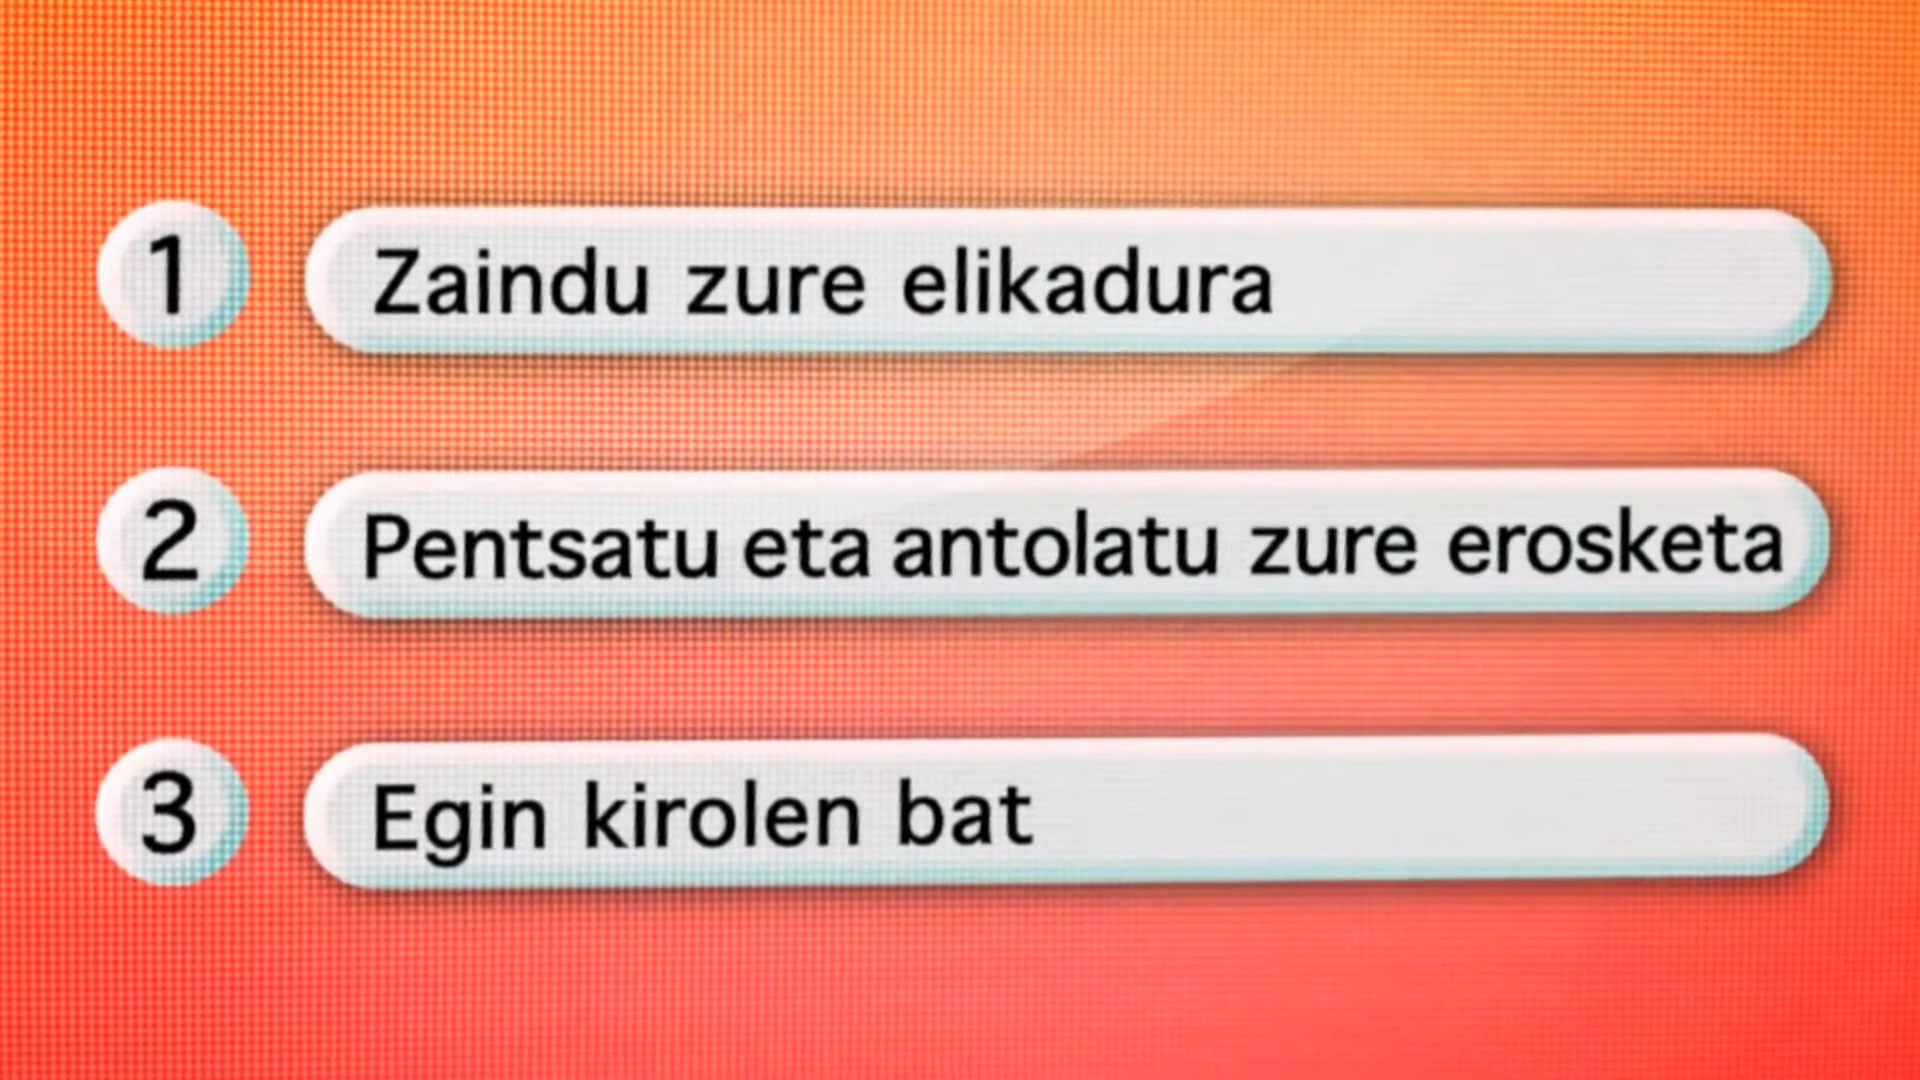 1 Zaindu zure elikadura
2 Pentsatu eta antolatu zure erosketa
3 Egin kirolen bat